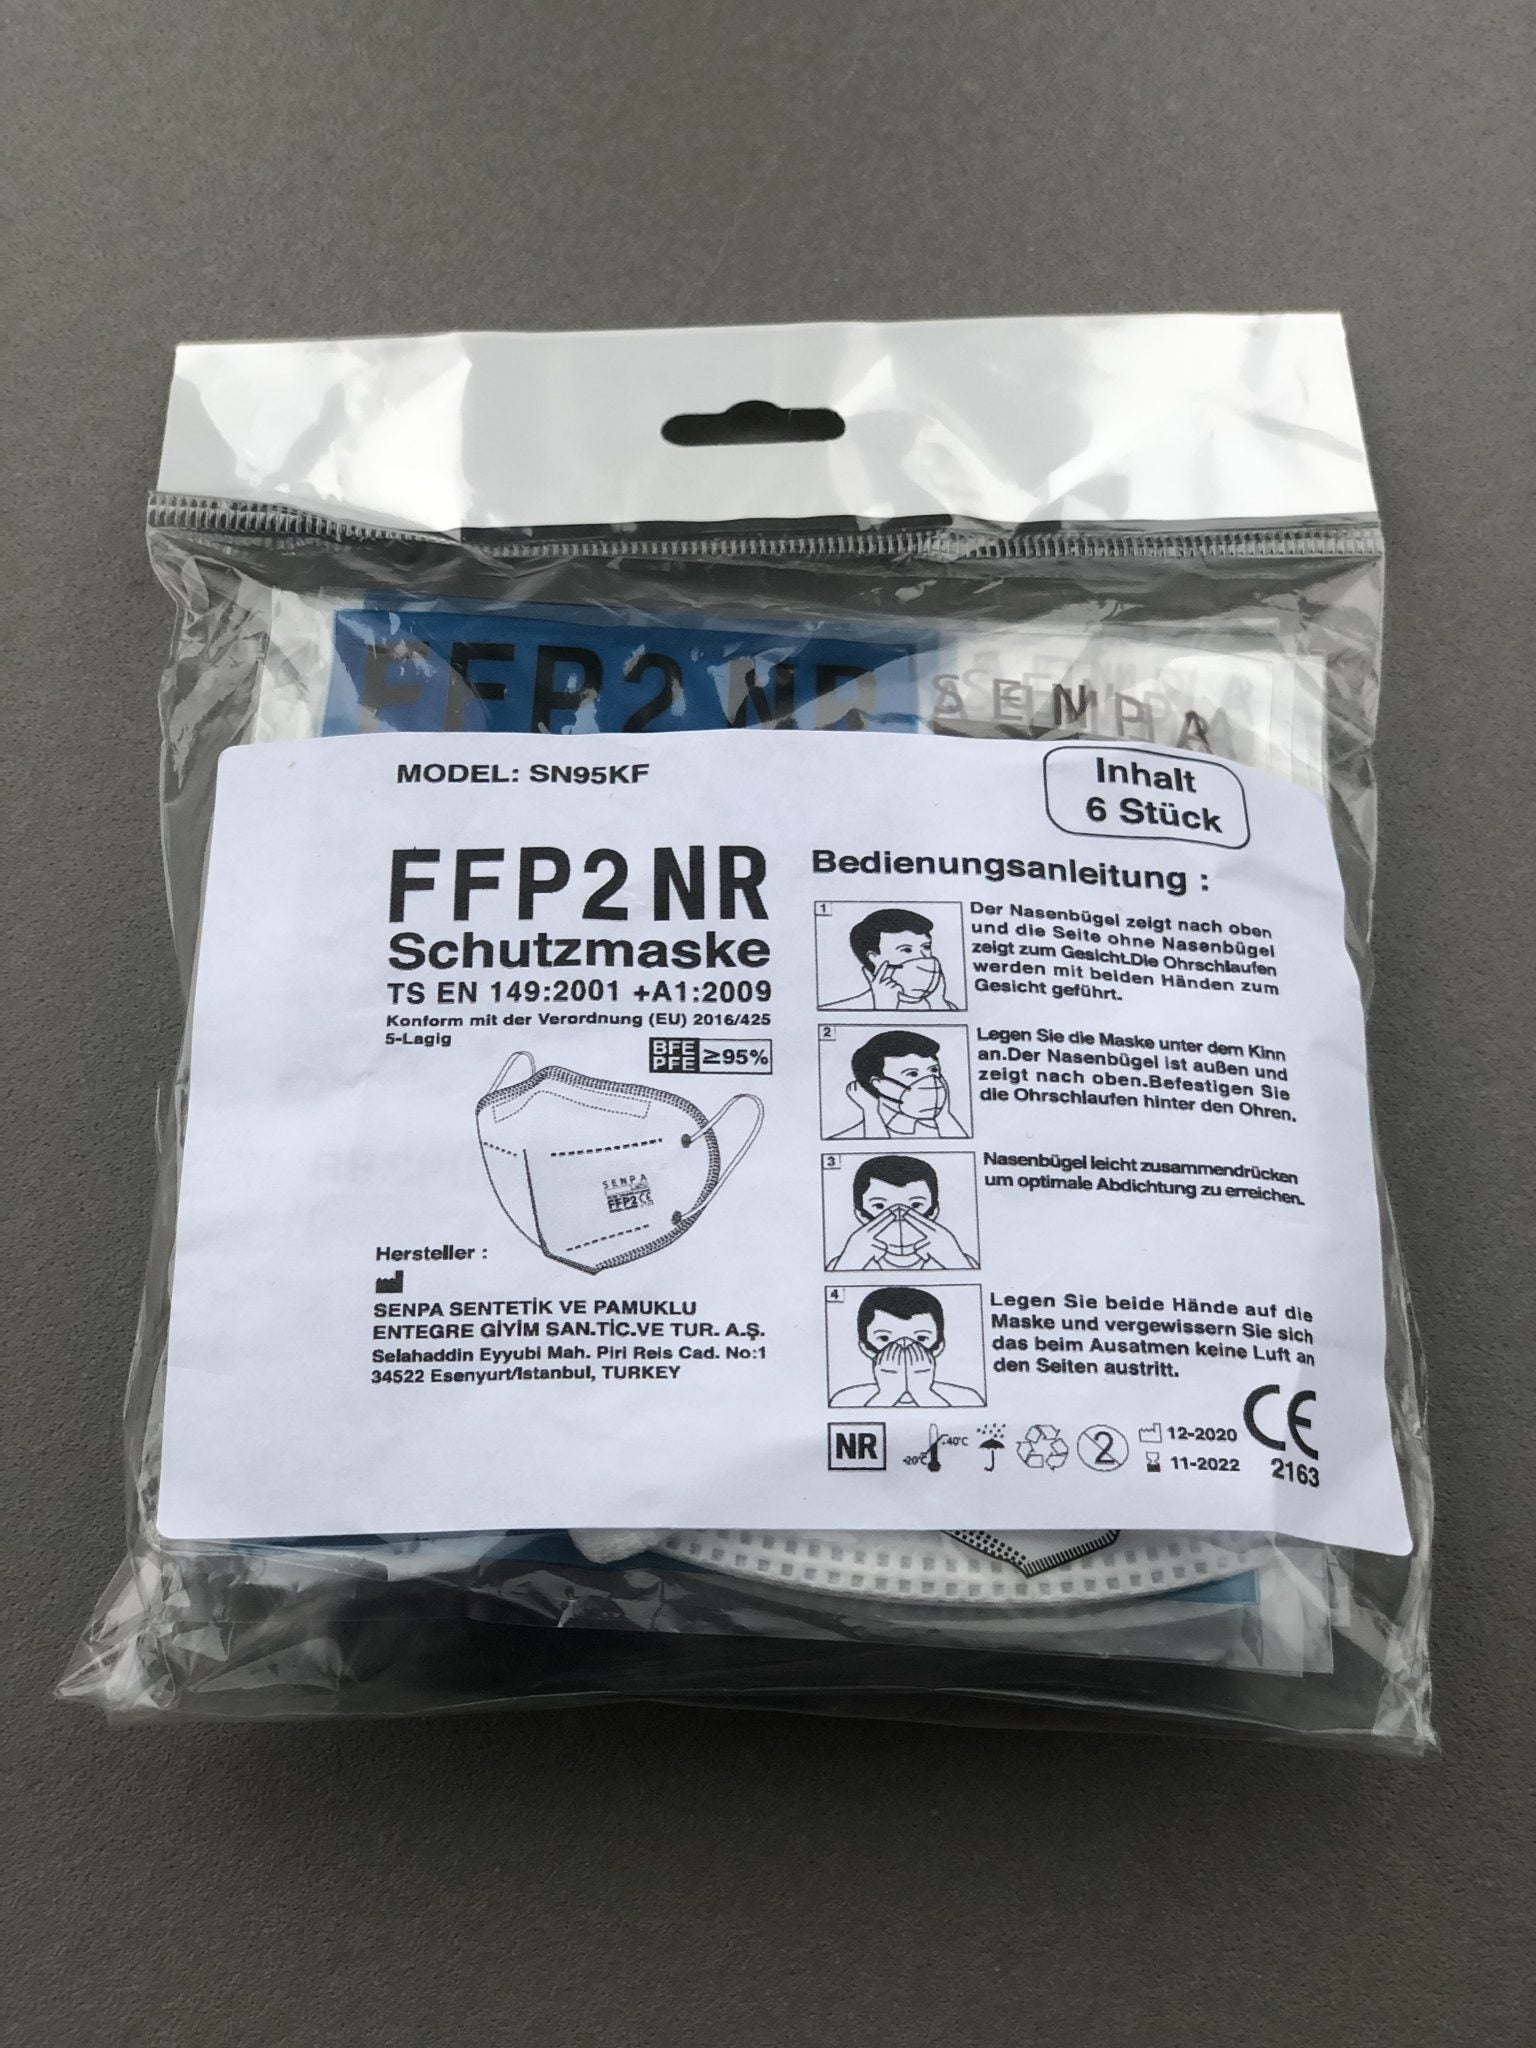 FFP2 NR
SENPA
MODEL: SN95KF
Inhalt
6 Stück
FFP2 NR
Schutzmaske
TS EN 149:2001 +A1:2009
Konform mit der Verordnung (EU) 2016/425
5-Lagig
BFE
PFE
≥95%
SENPA
FFP2 CE
Hersteller :
SENPA SENTETİK VE PAMUKLU
ENTEGRE GİYİM SAN.TİC.VE TUR. A.Ş.
Selahaddin Eyyubi Mah. Piri Reis Cad. No:1
34522 Esenyurt/Istanbul, TURKEY
Bedienungsanleitung :
1
Der Nasenbügel zeigt nach oben
und die Seite ohne Nasenbügel
zeigt zum Gesicht.Die Ohrschlaufen
werden mit beiden Händen zum
Gesicht geführt.
2
Legen Sie die Maske unter dem Kinn
an.Der Nasenbügel ist außen und
zeigt nach oben.Befestigen Sie
die Ohrschlaufen hinter den Ohren.
3
Nasenbügel leicht zusammendrücken
um optimale Abdichtung zu erreichen.
4
Legen Sie beide Hände auf die
Maske und vergewissern Sie sich
das beim Ausatmen keine Luft an
den Seiten austritt.
NR
-20°C
+40°C
2
12-2020
11-2022
CE
2163